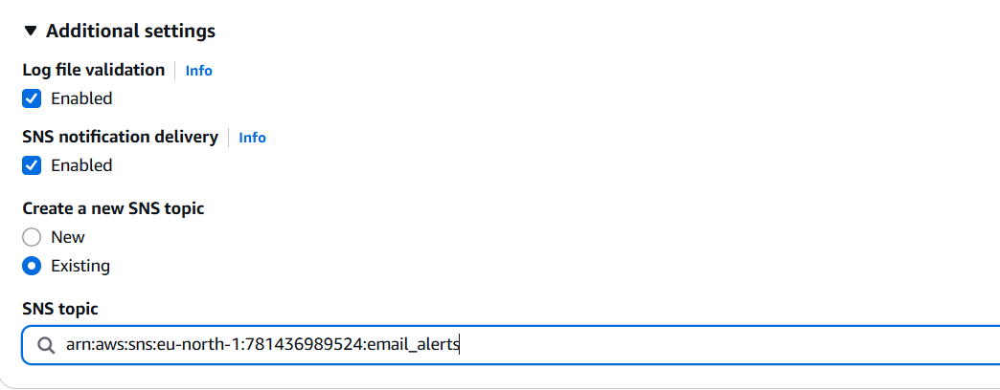 Additional settings
Log file validation Info
Enabled
SNS notification delivery Info
Enabled
Create a new SNS topic
New
Existing
SNS topic
arn:aws:sns:eu-north-1:781436989524:email_alerts